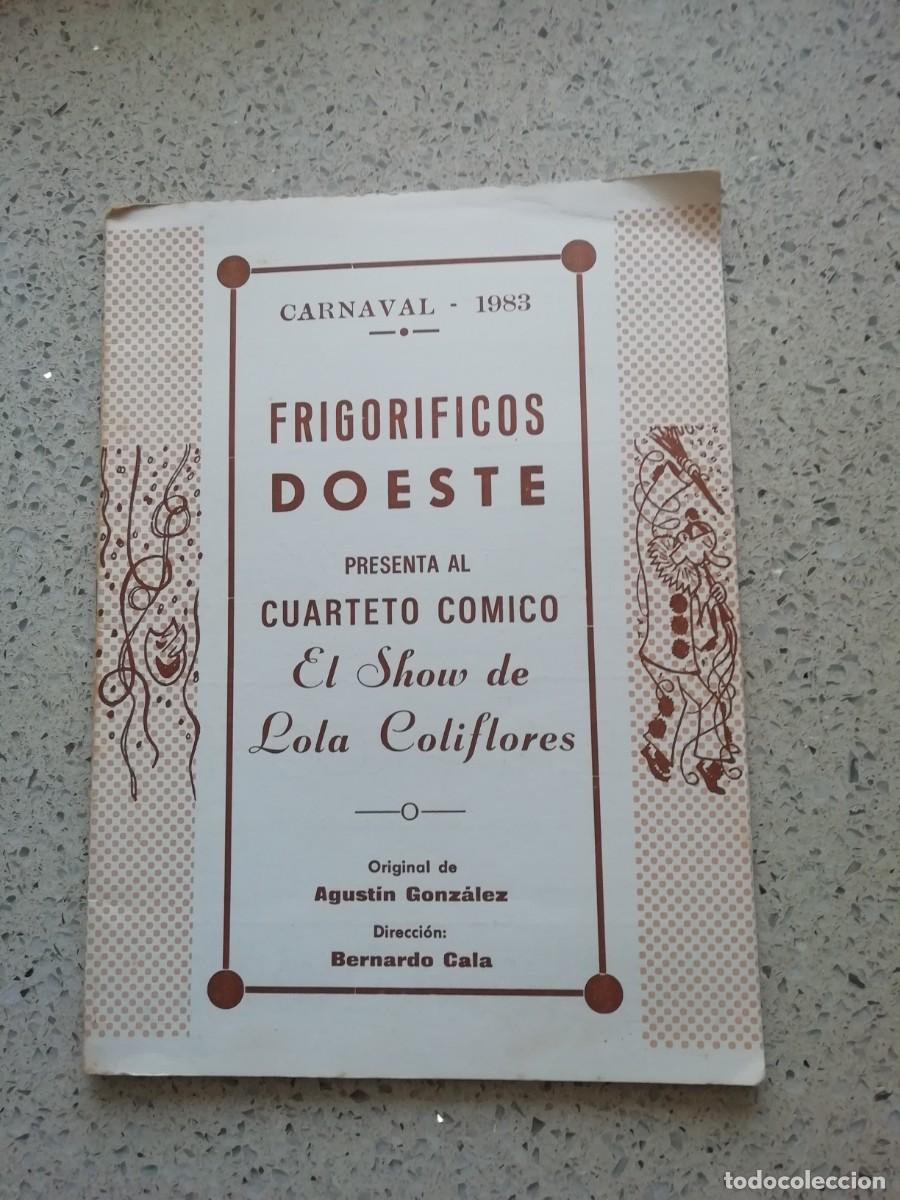 CARNAVAL - 1983
FRIGORIFICOS
DOESTE
PRESENTA AL
CUARTETO COMICO
El Show de
Lola Coliflores
Original de
Agustín González
Dirección:
Bernardo Cala
todocoleccion